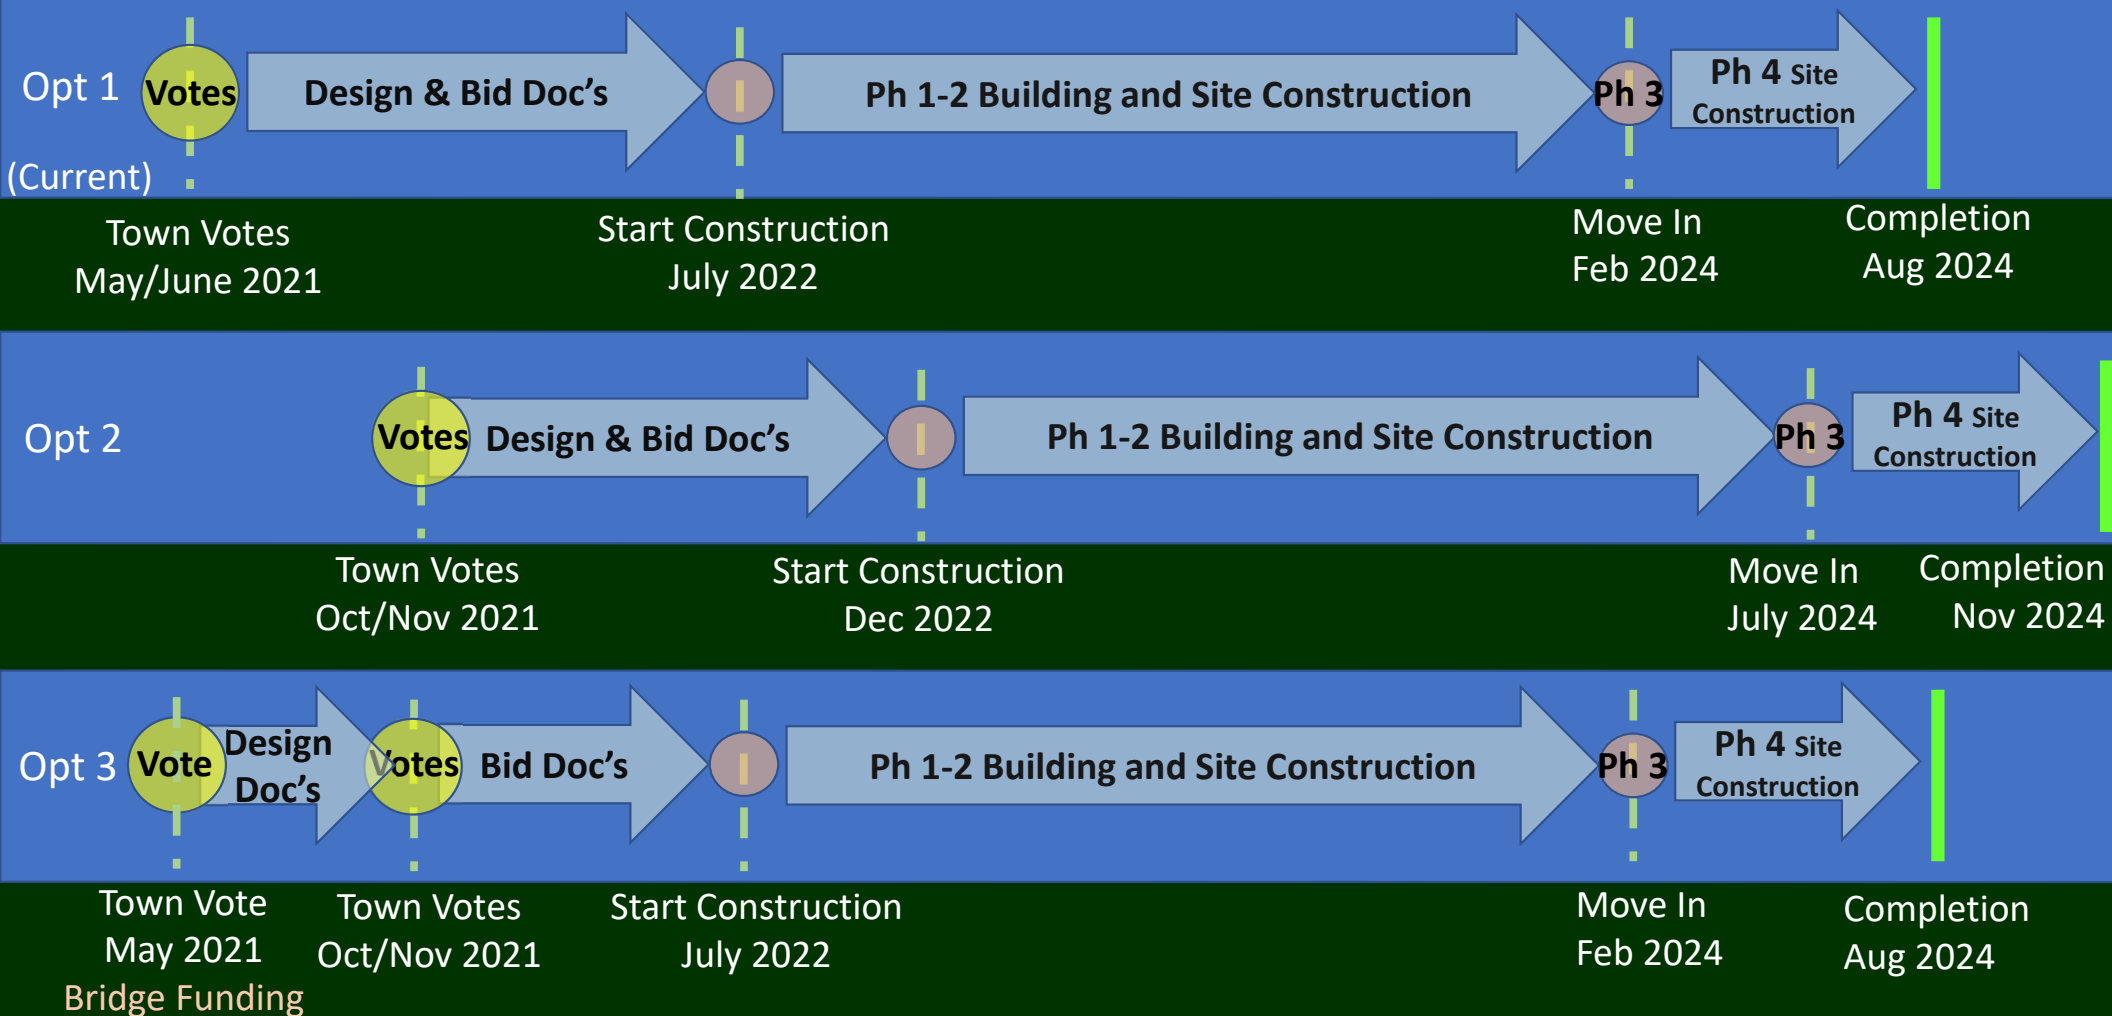 Opt 1
(Current)
Votes
Design & Bid Doc’s
Ph 1-2 Building and Site Construction
Ph 3
Ph 4 Site
Construction
Town Votes
May/June 2021
Start Construction
July 2022
Move In
Feb 2024
Completion
Aug 2024
Opt 2
Votes
Design & Bid Doc’s
Ph 1-2 Building and Site Construction
Ph 3
Ph 4 Site
Construction
Town Votes
Oct/Nov 2021
Start Construction
Dec 2022
Move In
July 2024
Completion
Nov 2024
Opt 3
Vote
Design
Doc’s
Votes
Bid Doc’s
Ph 1-2 Building and Site Construction
Ph 3
Ph 4 Site
Construction
Town Vote
May 2021
Bridge Funding
Town Votes
Oct/Nov 2021
Start Construction
July 2022
Move In
Feb 2024
Completion
Aug 2024